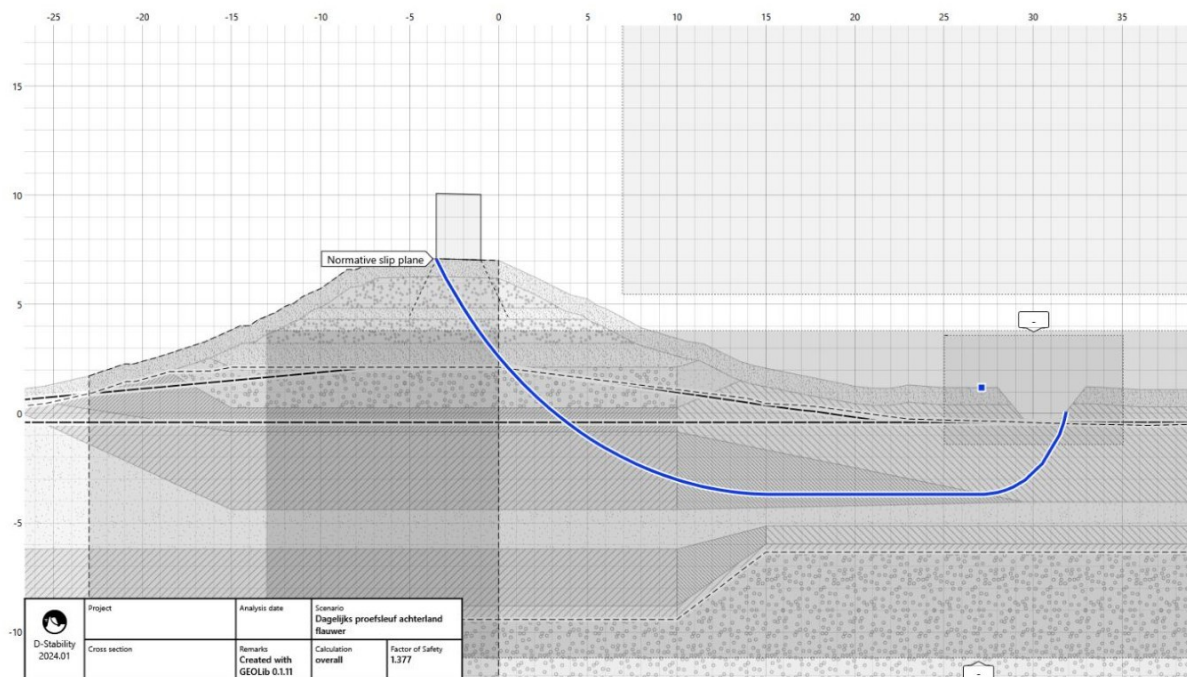 -25 -20 -15 -10 -5 0 5 10 15 20 25 30 35
15
10
Normative slip plane
5
-
0
-5
-10
D-Stability
2024.01
Project
Analysis date
Scenario
Dagelijks proefsleuf achterland
flauwer
Cross section
Remarks
Created with
GEOLib 0.1.11
Calculation
overall
Factor of Safety
1.377
-